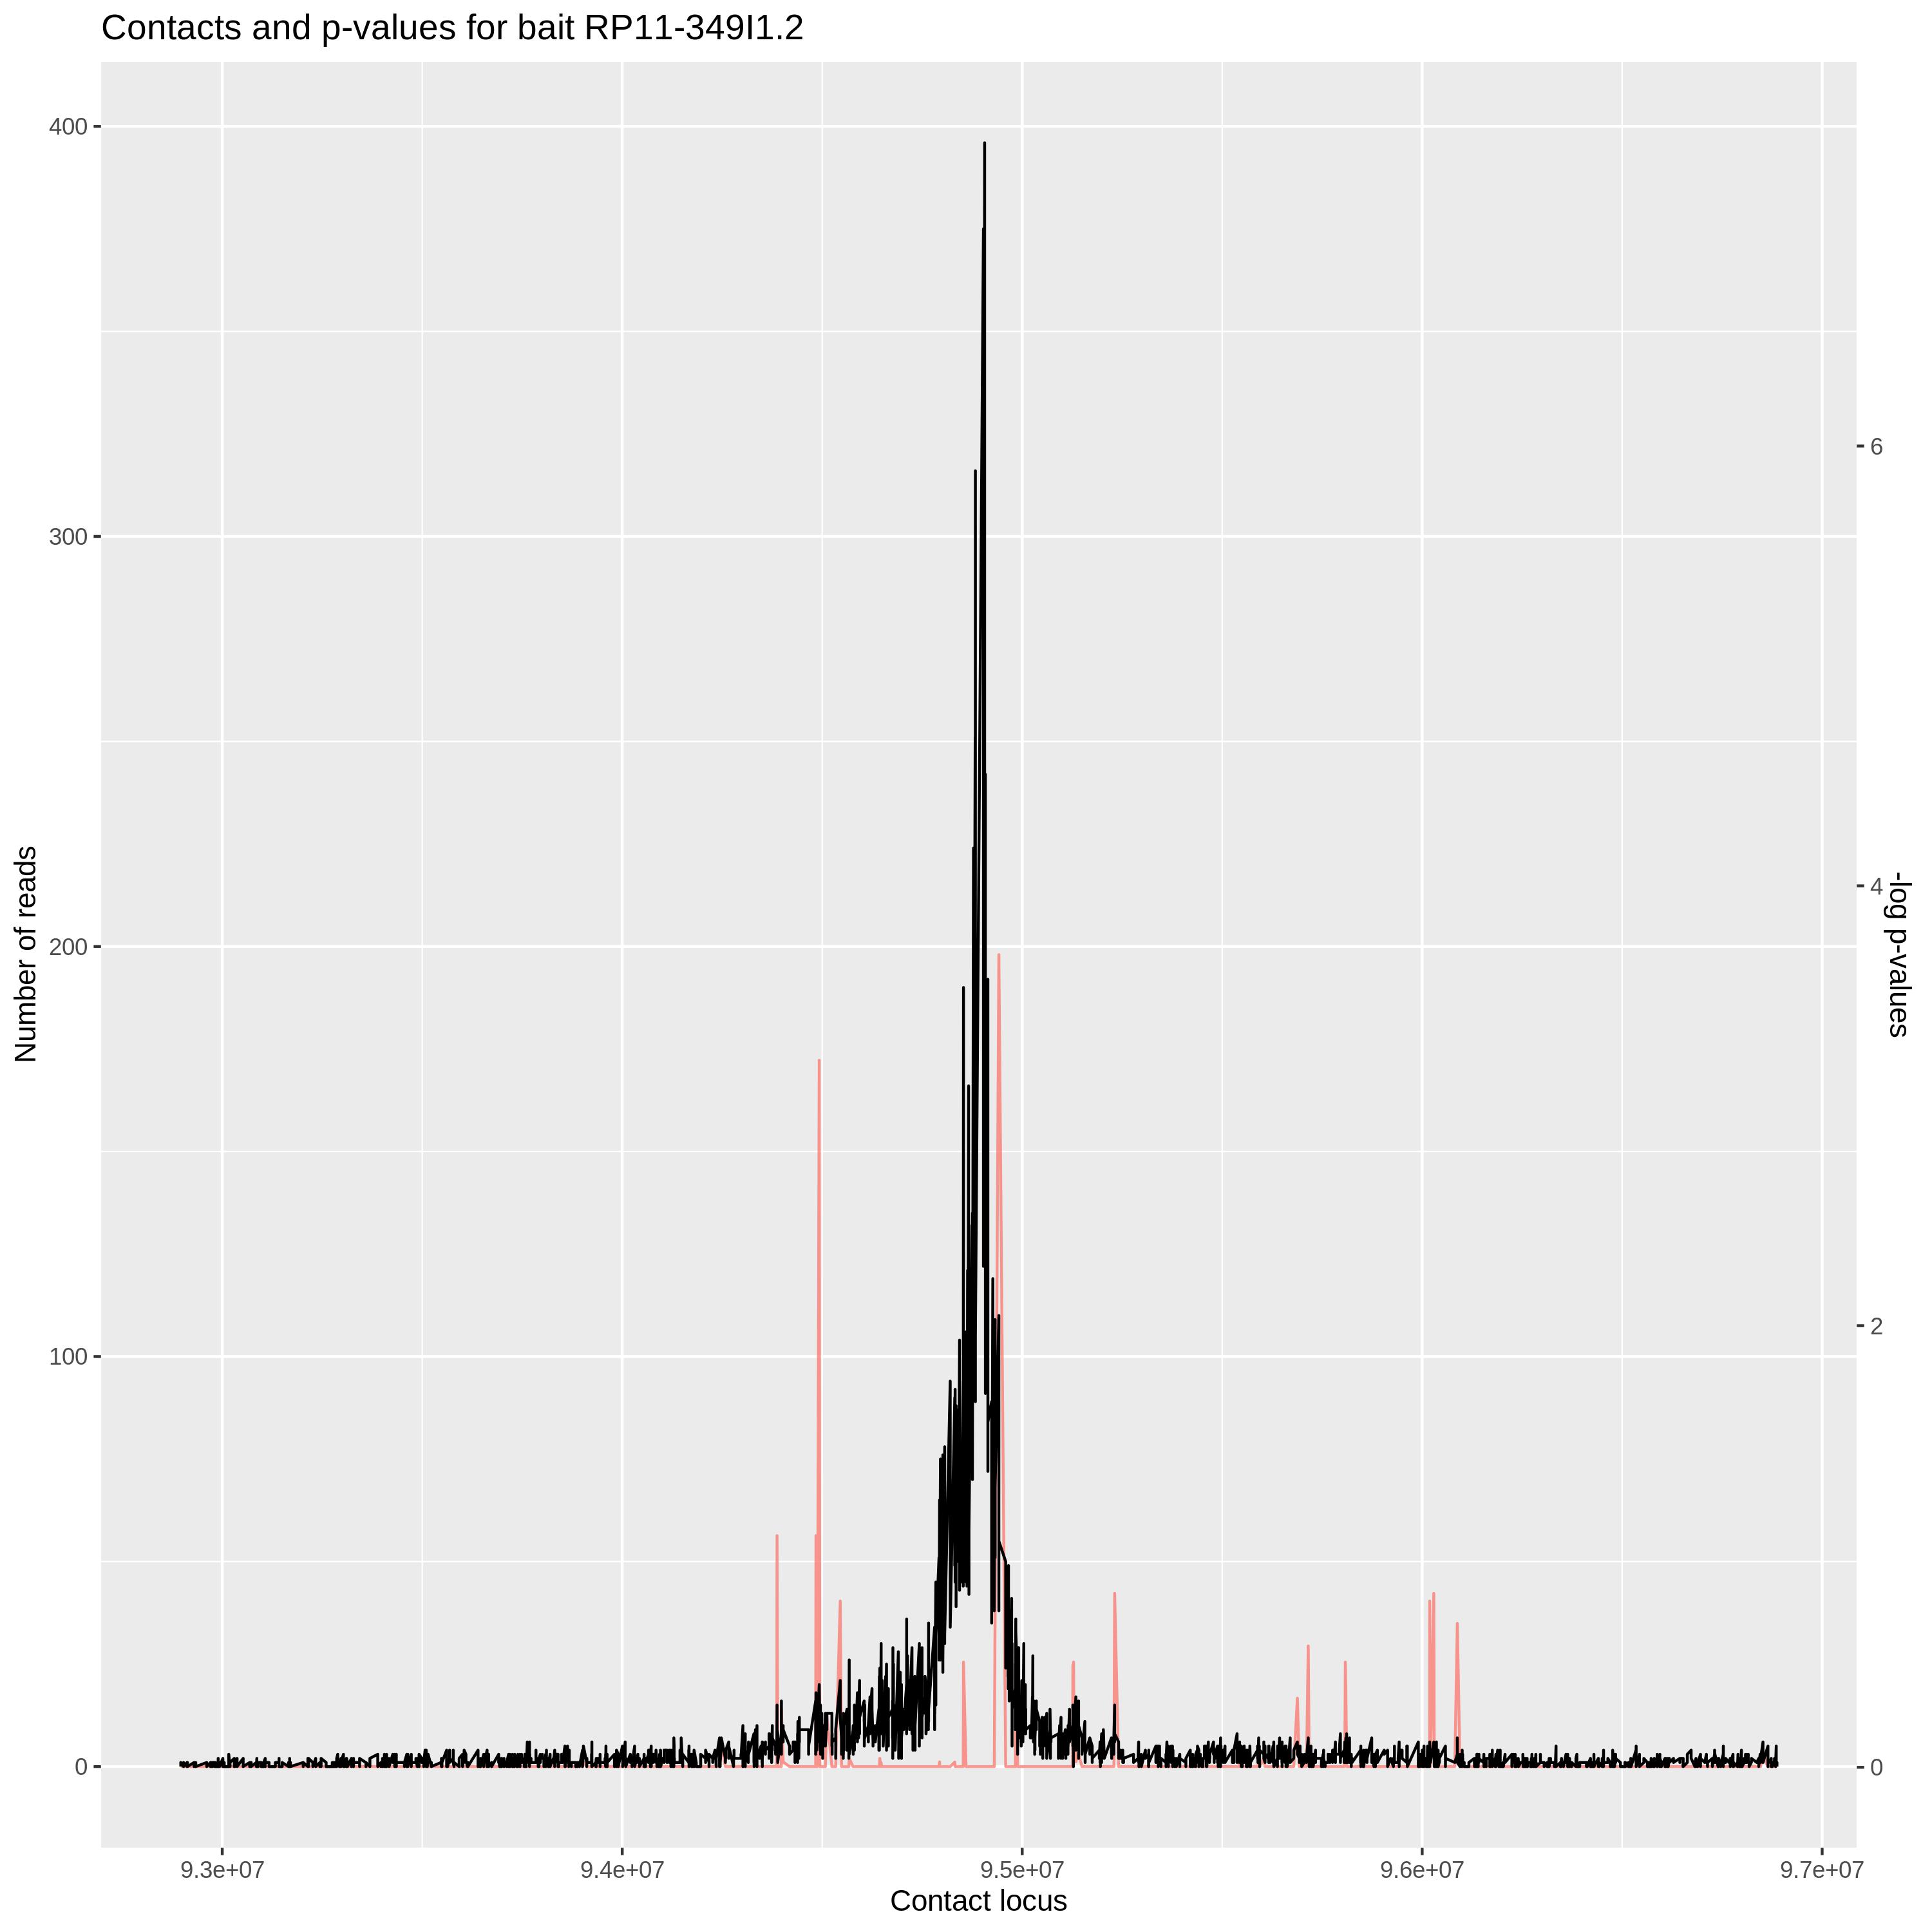 Contacts and p-values for bait RP11-349I1.2
400
300
200
100
0
Number of reads
6
4
2
0
-log p-values
9.3e+07
9.4e+07
9.5e+07
9.6e+07
9.7e+07
Contact locus